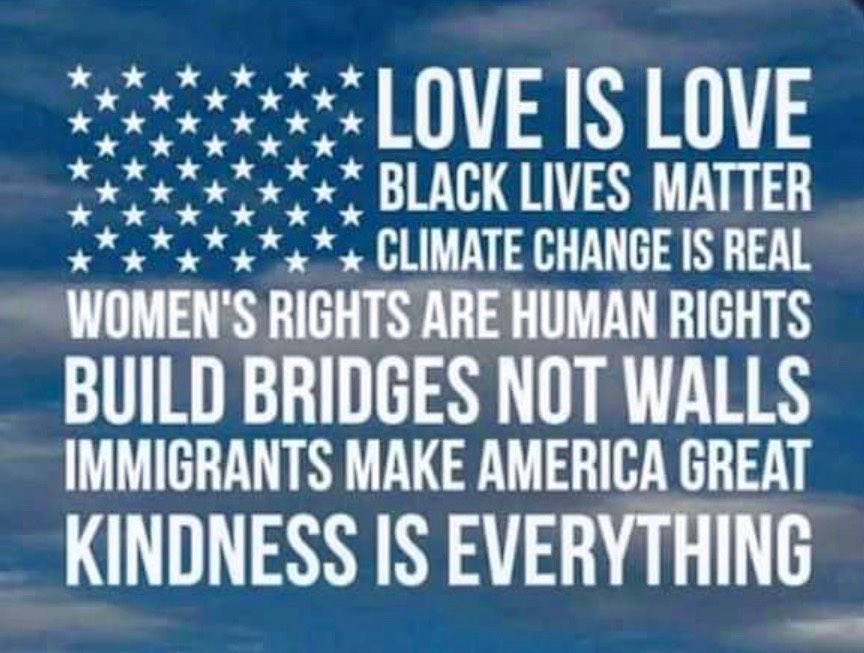 LOVE IS LOVE
BLACK LIVES MATTER
CLIMATE CHANGE IS REAL
WOMEN'S RIGHTS ARE HUMAN RIGHTS
BUILD BRIDGES NOT WALLS
IMMIGRANTS MAKE AMERICA GREAT
KINDNESS IS EVERYTHING